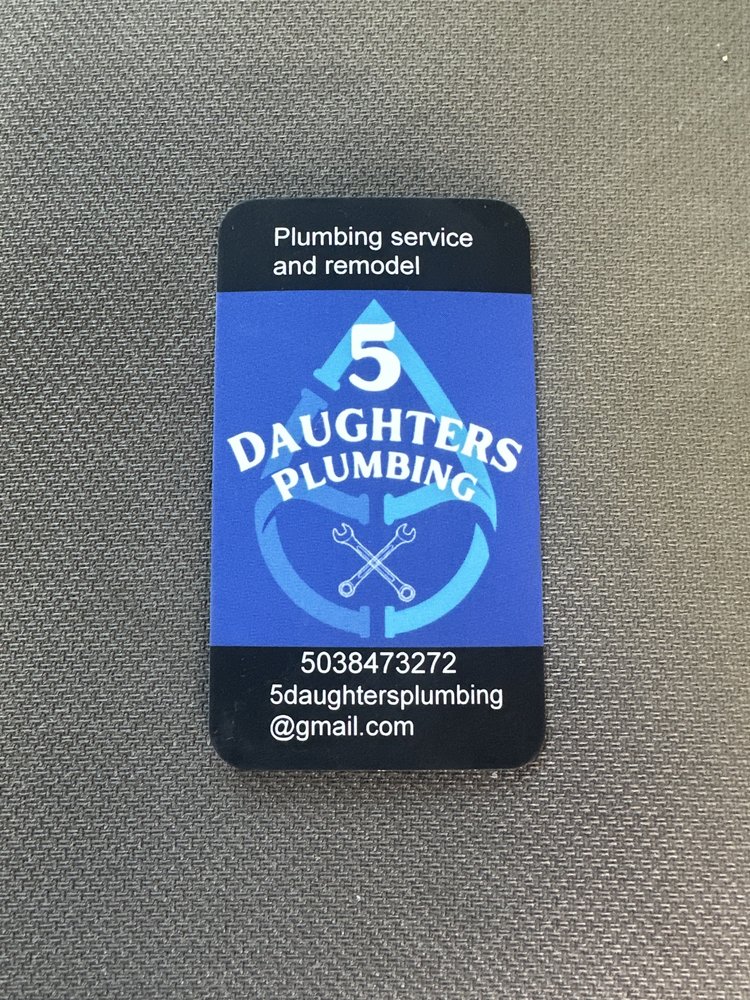 Plumbing service
and remodel
5
DAUGHTERS
PLUMBING
5038473272
5daughtersplumbing
@gmail.com